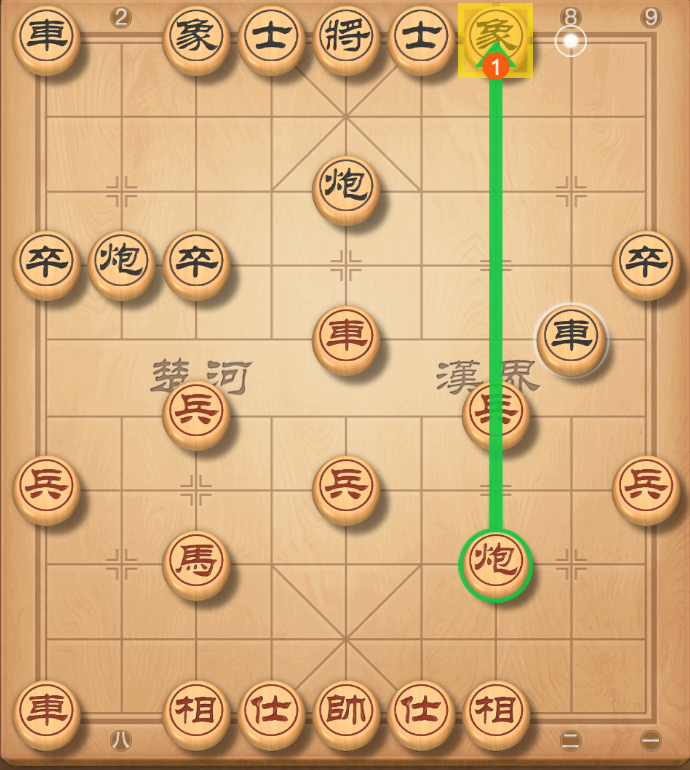 2 8 9
車 象 士 將 士 象
1
炮
卒 炮 卒 卒
車 車
楚河 漢界
兵 兵
兵 兵 兵
馬 炮
車 相 仕 帥 仕 相
八 二 一